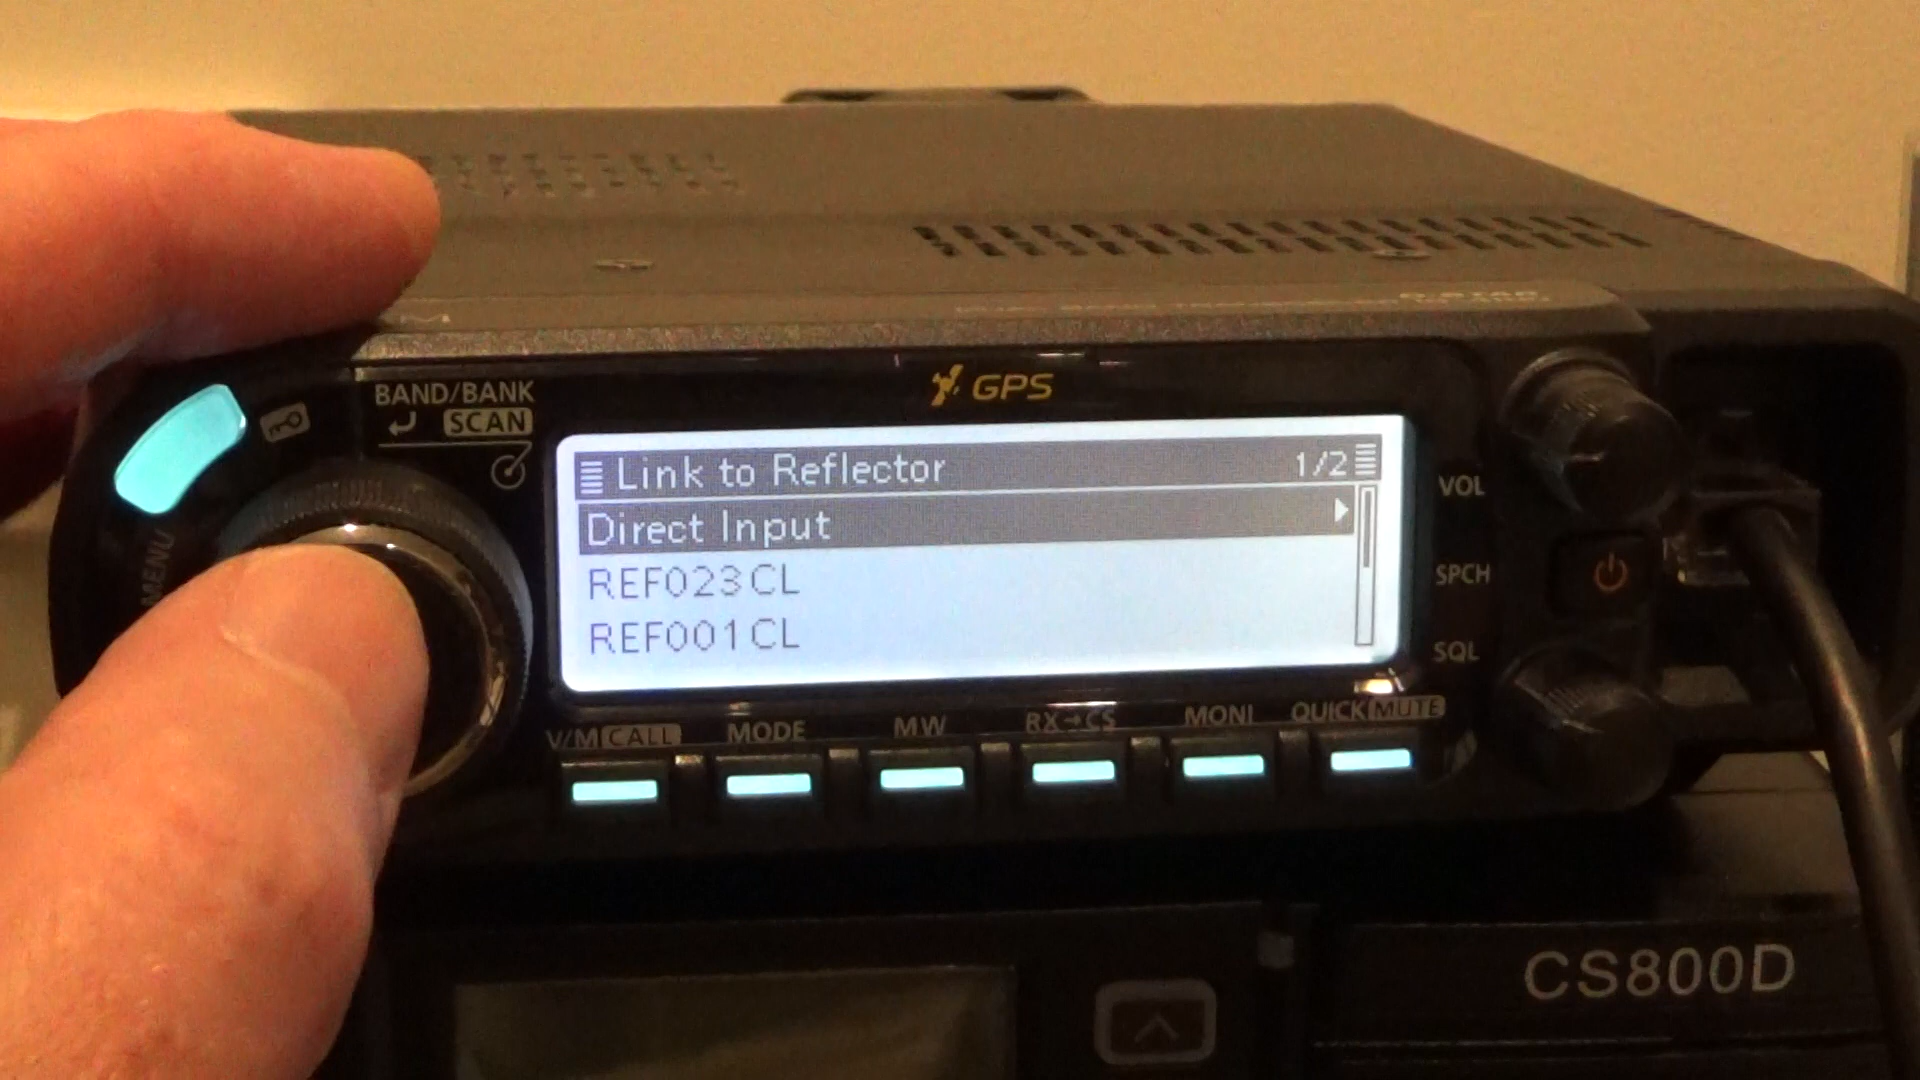 BAND/BANK
SCAN
GPS
Link to Reflector 1/2
Direct Input
REF023CL
REF001CL
MENU
VOL
SPCH
SQL
V/M CALL
MODE
MW
RX→CS
MONI
QUICK MUTE
CS800D